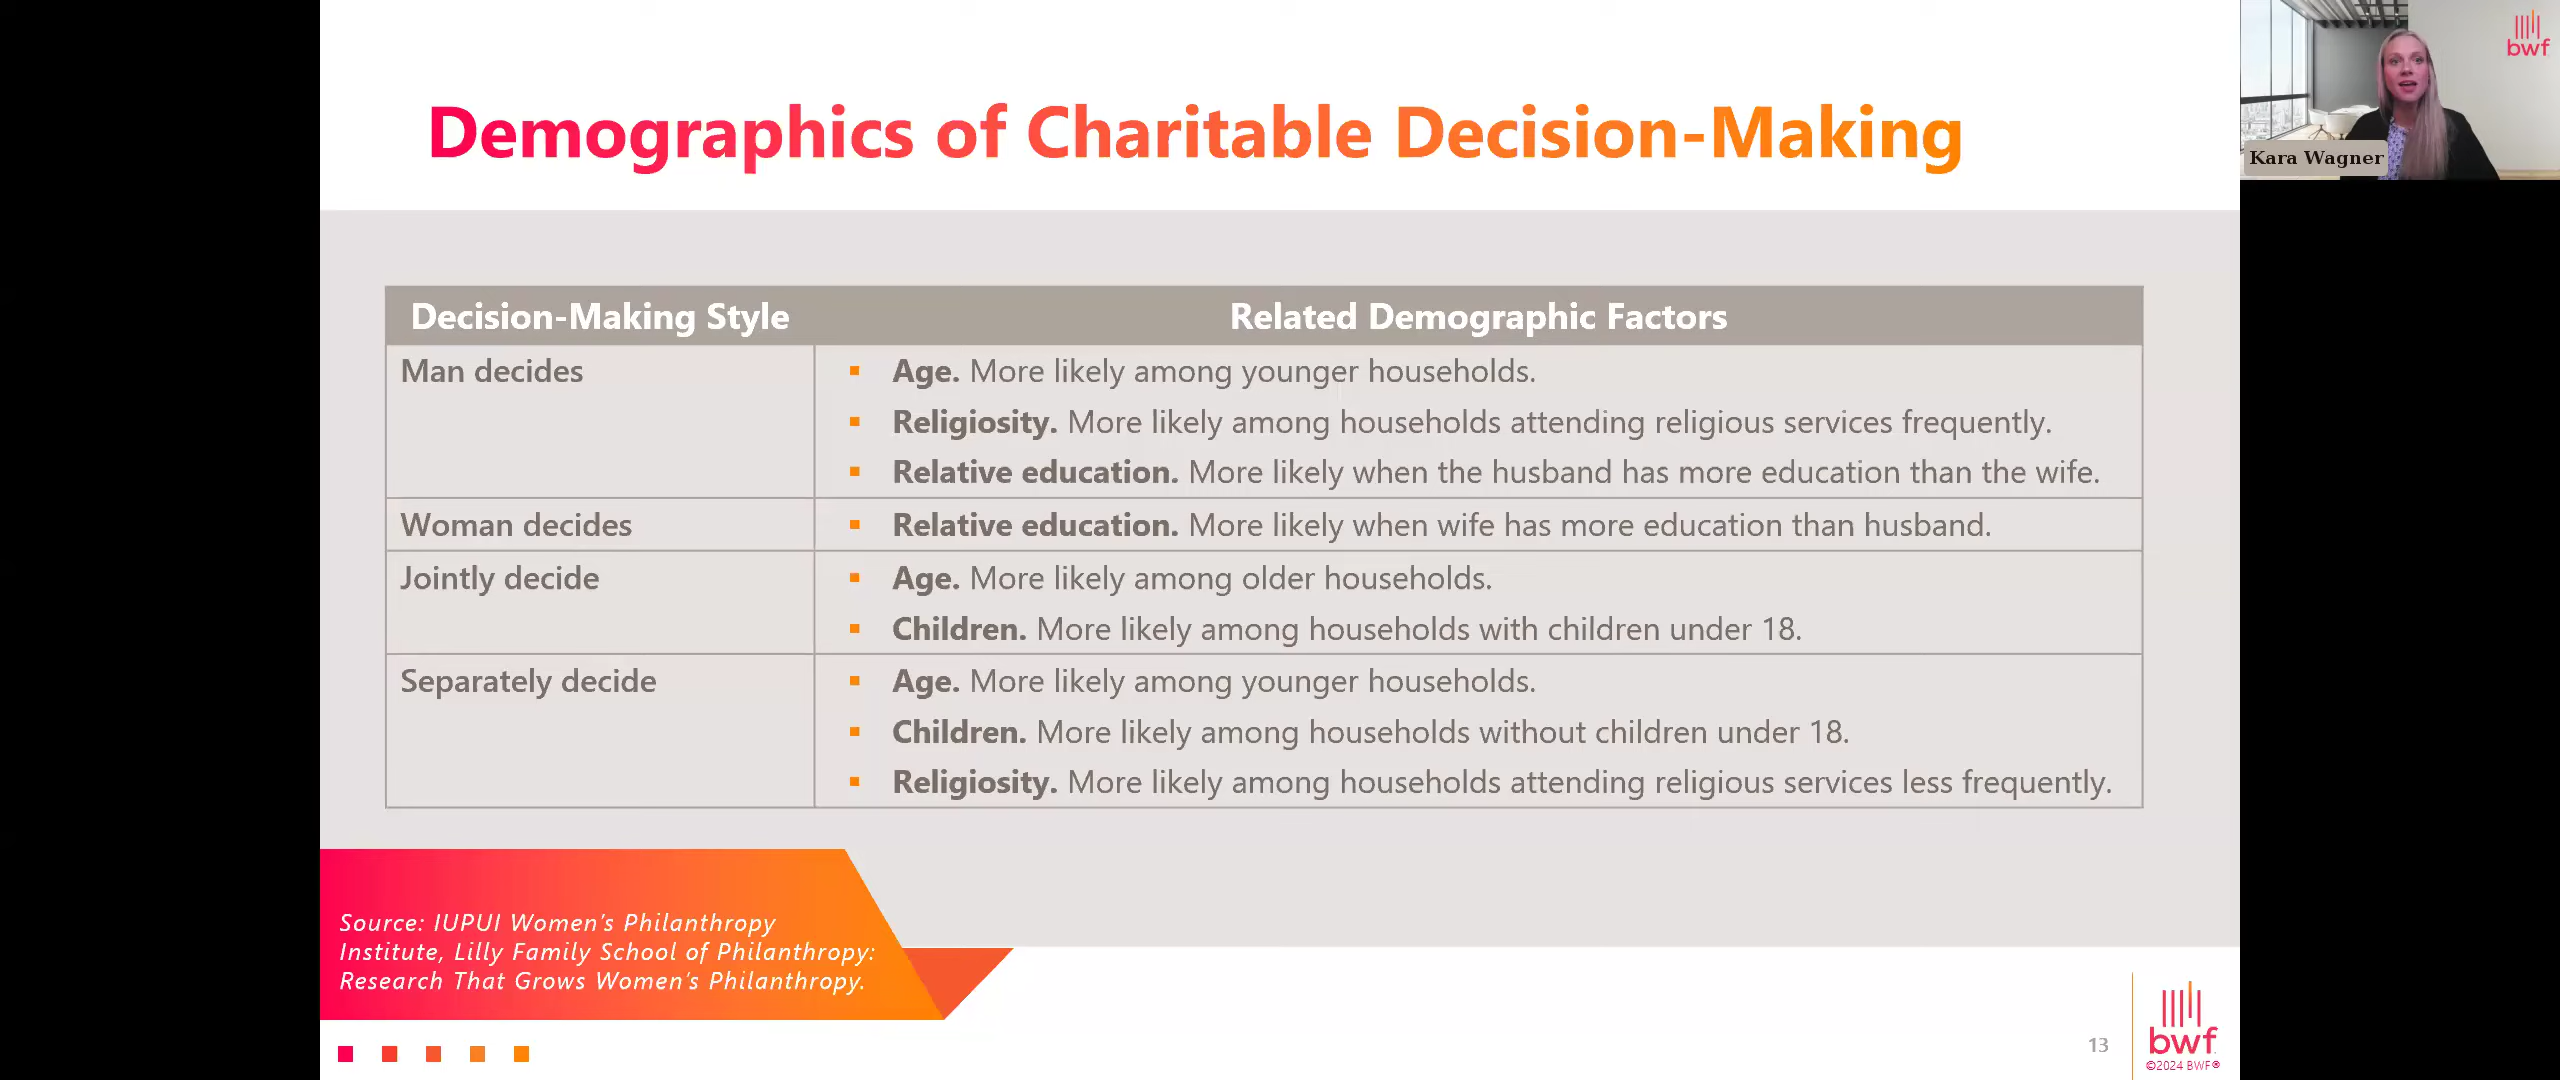 Demographics of Charitable Decision-Making
bwf
Kara Wagner
Decision-Making Style
Related Demographic Factors
Man decides
Age. More likely among younger households.
Religiosity. More likely among households attending religious services frequently.
Relative education. More likely when the husband has more education than the wife.
Woman decides
Relative education. More likely when wife has more education than husband.
Jointly decide
Age. More likely among older households.
Children. More likely among households with children under 18.
Separately decide
Age. More likely among younger households.
Children. More likely among households without children under 18.
Religiosity. More likely among households attending religious services less frequently.
Source: IUPUI Women’s Philanthropy
Institute, Lilly Family School of Philanthropy:
Research That Grows Women’s Philanthropy.
13
bwf
©2024 BWF®